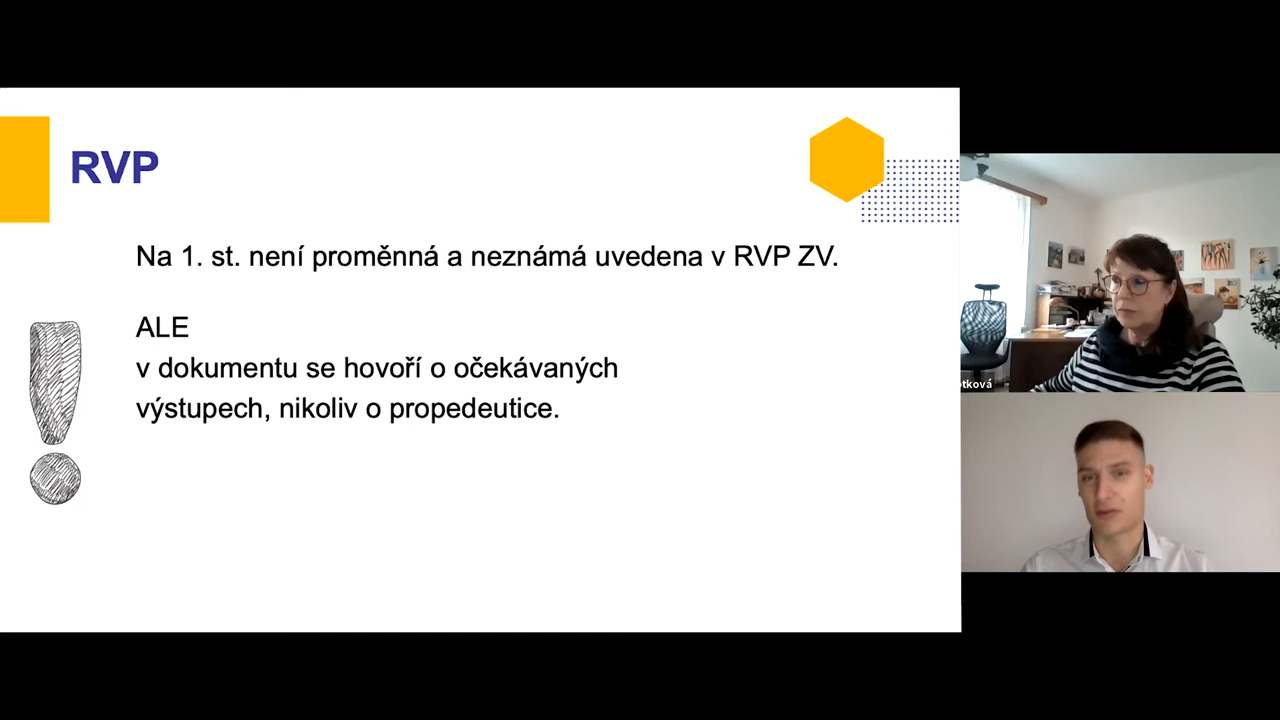 RVP
Na 1. st. není proměnná a neznámá uvedena v RVP ZV.
ALE
v dokumentu se hovoří o očekávaných
výstupech, nikoliv o propedeutice.